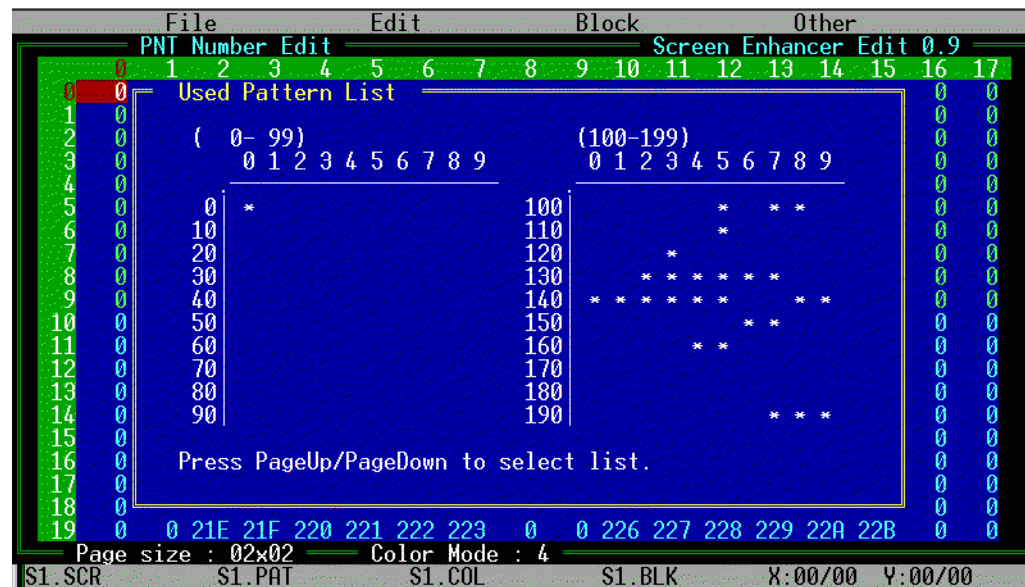 File Edit Block Other
PNT Number Edit Screen Enhancer Edit 0.9
0 1 2 3 4 5 6 7 8 9 10 11 12 13 14 15 16 17
0 0 Used Pattern List 0 0
1 0 0 0
2 0 ( 0- 99) (100-199) 0 0
3 0 0 1 2 3 4 5 6 7 8 9 0 1 2 3 4 5 6 7 8 9 0 0
4 0 0 0
5 0 0 * 100 * * * 0 0
6 0 10 110 * 0 0
7 0 20 120 * 0 0
8 0 30 130 * * * * * * 0 0
9 0 40 140 * * * * * * * * 0 0
10 0 50 150 * * 0 0
11 0 60 160 * * 0 0
12 0 70 170 0 0
13 0 80 180 0 0
14 0 90 190 * * * 0 0
15 0 0 0
16 0 Press PageUp/PageDown to select list. 0 0
17 0 0 0
18 0 0 0
19 0 0 21E 21F 220 221 222 223 0 0 226 227 228 229 22A 22B 0 0
Page size : 02x02 Color Mode : 4
S1.SCR S1.PAT S1.COL S1.BLK X:00/00 Y:00/00